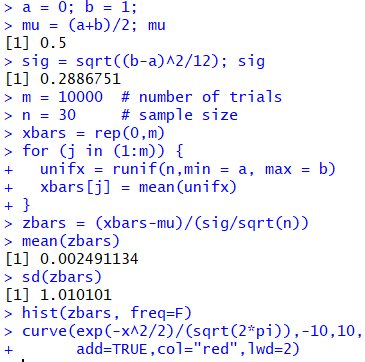 > a = 0; b = 1;
> mu = (a+b)/2; mu
[1] 0.5
> sig = sqrt((b-a)^2/12); sig
[1] 0.2886751
> m = 10000  # number of trials
> n = 30     # sample size
> xbars = rep(0,m)
> for (j in (1:m)) {
+   unifx = runif(n,min = a, max = b)
+   xbars[j] = mean(unifx)
+ }
> zbars = (xbars-mu)/(sig/sqrt(n))
> mean(zbars)
[1] 0.002491134
> sd(zbars)
[1] 1.010101
> hist(zbars, freq=F)
> curve(exp(-x^2/2)/(sqrt(2*pi)),-10,10,
+       add=TRUE,col="red",lwd=2)